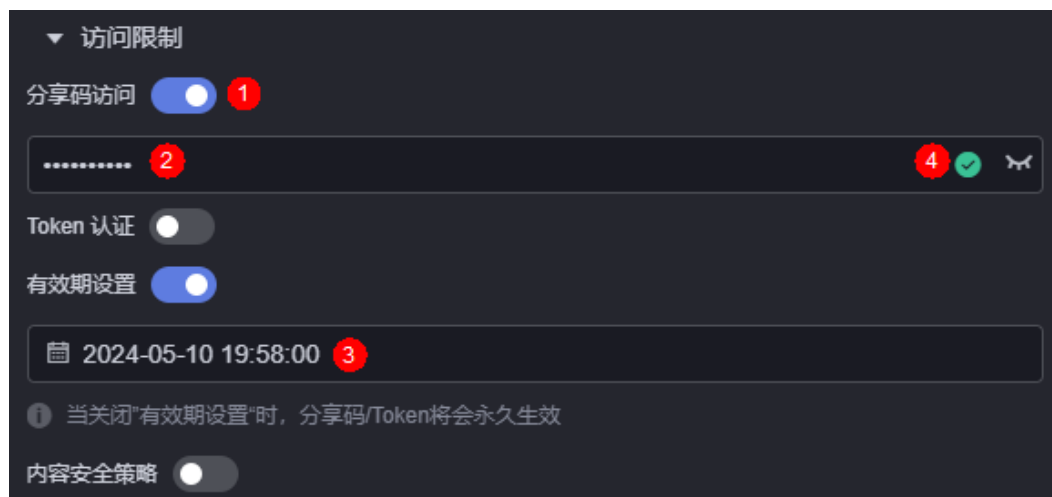 访问限制
分享码访问 1
•••••••••• 2 4
Token 认证
有效期设置
2024-05-10 19:58:00 3
当关闭"有效期设置"时，分享码/Token将会永久生效
内容安全策略